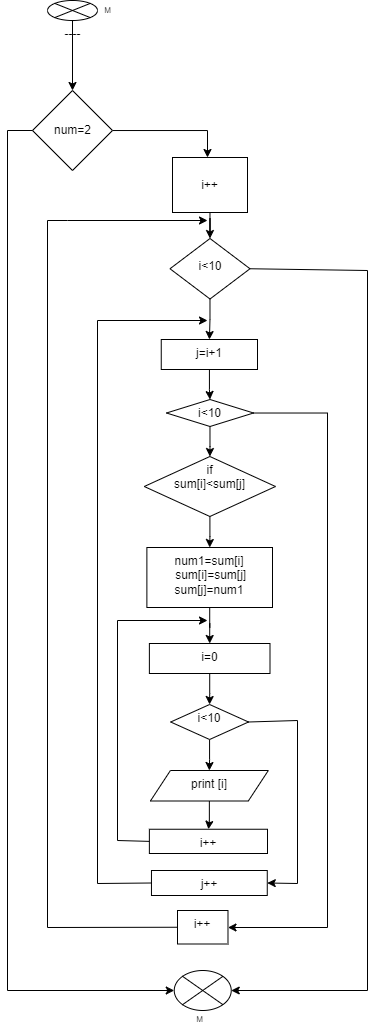 M
num=2
i++
i<10
j=i+1
i<10
if
sum[i]<sum[j]
num1=sum[i]
sum[i]=sum[j]
sum[j]=num1
i=0
i<10
print [i]
i++
j++
i++
M